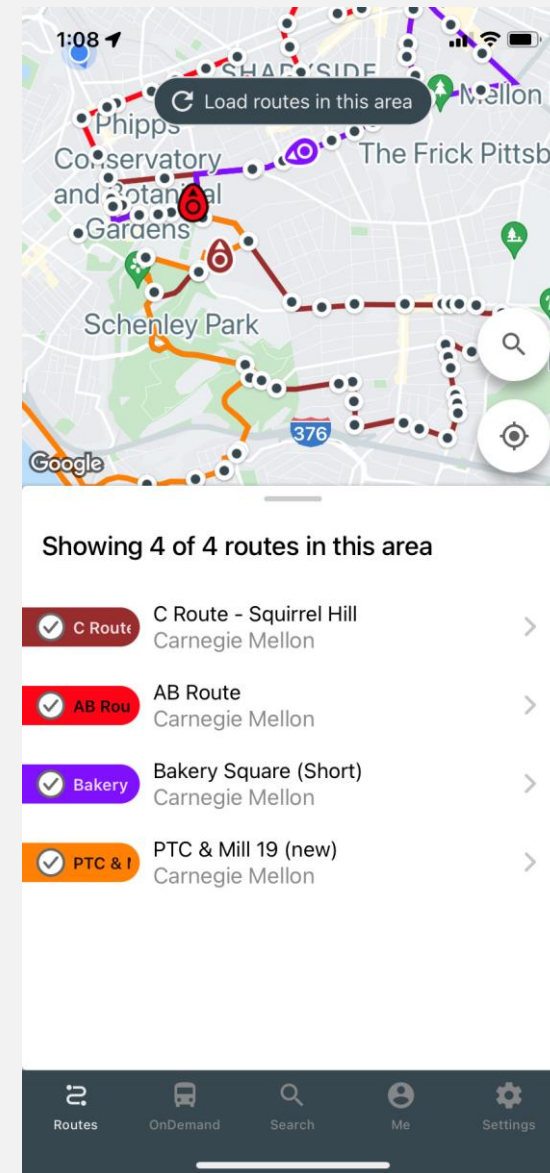 1:08
SHADYSIDE
Load routes in this area
Mellon
Phipps
Conservatory
and Botanical
Gardens
The Frick Pittsb
Schenley Park
376
Google
Showing 4 of 4 routes in this area
C Route
C Route - Squirrel Hill
Carnegie Mellon
AB Rou
AB Route
Carnegie Mellon
Bakery
Bakery Square (Short)
Carnegie Mellon
PTC & M
PTC & Mill 19 (new)
Carnegie Mellon
Routes
OnDemand
Search
Me
Settings